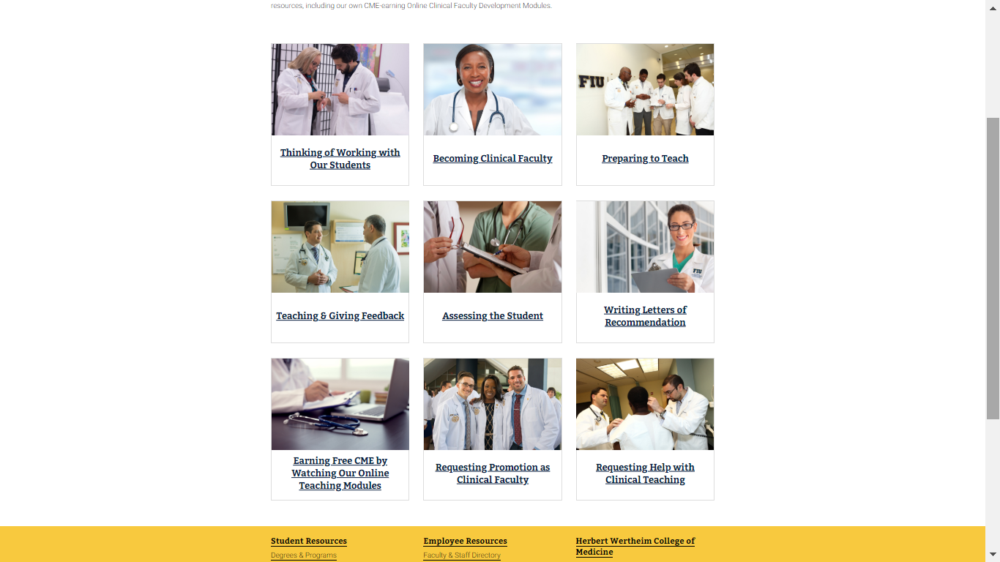 resources, including our own CME-earning Online Clinical Faculty Development Modules.
FIU
Thinking of Working with
Our Students
Becoming Clinical Faculty
Preparing to Teach
FIU
Teaching & Giving Feedback
Assessing the Student
Writing Letters of
Recommendation
Earning Free CME by
Watching Our Online
Teaching Modules
Requesting Promotion as
Clinical Faculty
Requesting Help with
Clinical Teaching
Student Resources
Degrees & Programs
Employee Resources
Faculty & Staff Directory
Herbert Wertheim College of
Medicine